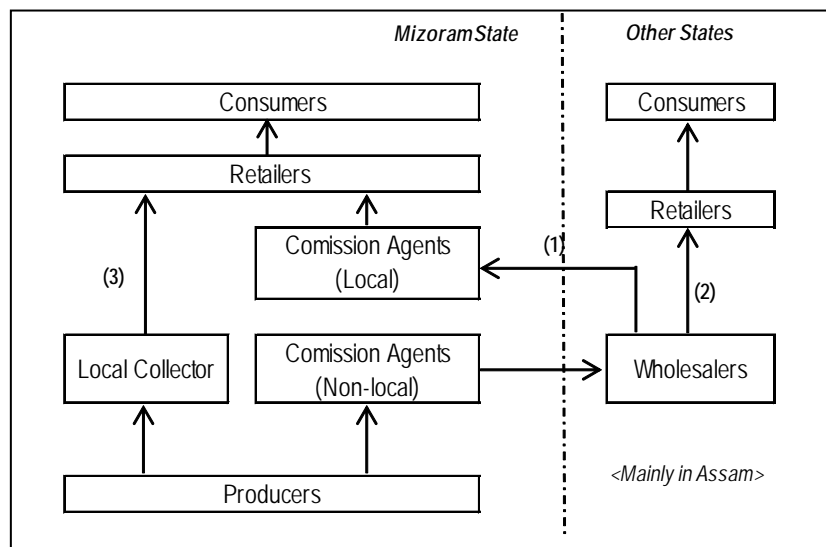 Mizoram State
Other States
Consumers
Consumers
Retailers
Retailers
Comission Agents
(Local)
(1)
(3)
(2)
Local Collector
Comission Agents
(Non-local)
Wholesalers
Producers
<Mainly in Assam>